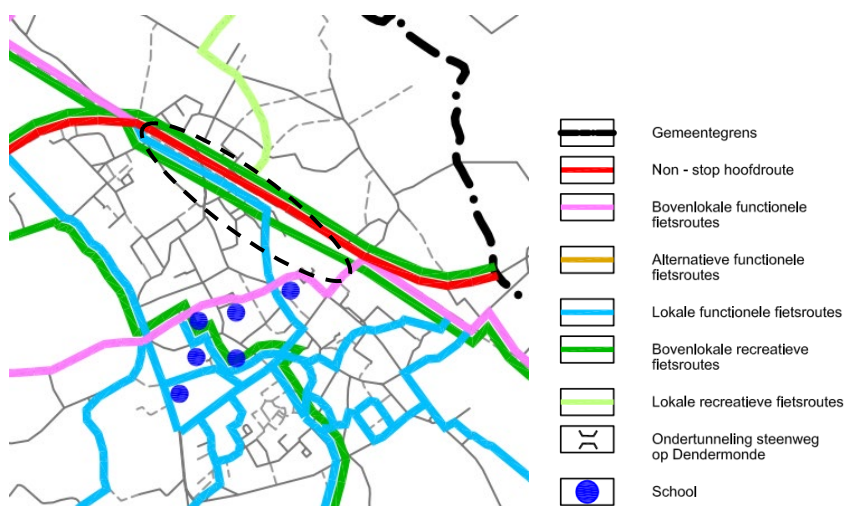 Gemeentegrens
Non - stop hoofdroute
Bovenlokale functionele
fietsroutes
Alternatieve functionele
fietsroutes
Lokale functionele fietsroutes
Bovenlokale recreatieve
fietsroutes
Lokale recreatieve fietsroutes
Ondertunneling steenweg
op Dendermonde
School